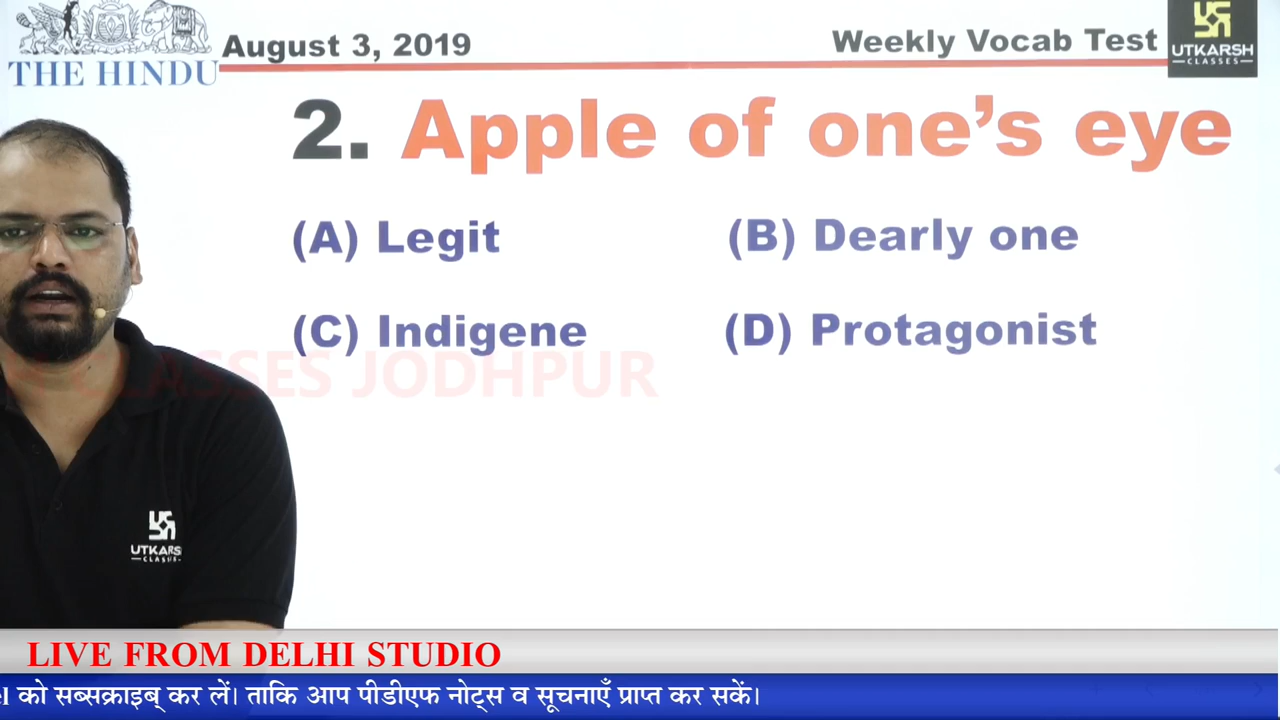 August 3, 2019
Weekly Vocab Test
THE HINDU
UTKARSH
CLASSES
2. Apple of one's eye
(A) Legit
(B) Dearly one
(C) Indigene
(D) Protagonist
CLASSES JODHPUR
UTKARSH
CLASSES
LIVE FROM DELHI STUDIO
को सब्सक्राइब् कर लें। ताकि आप पीडीएफ नोट्स व सूचनाएँ प्राप्त कर सकें।